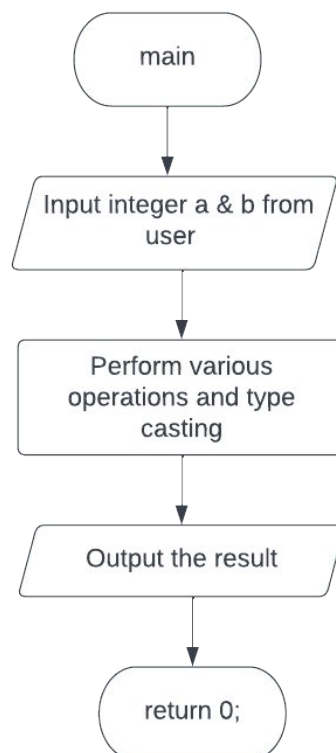 main
Input integer a & b from
user
Perform various
operations and type
casting
Output the result
return 0;